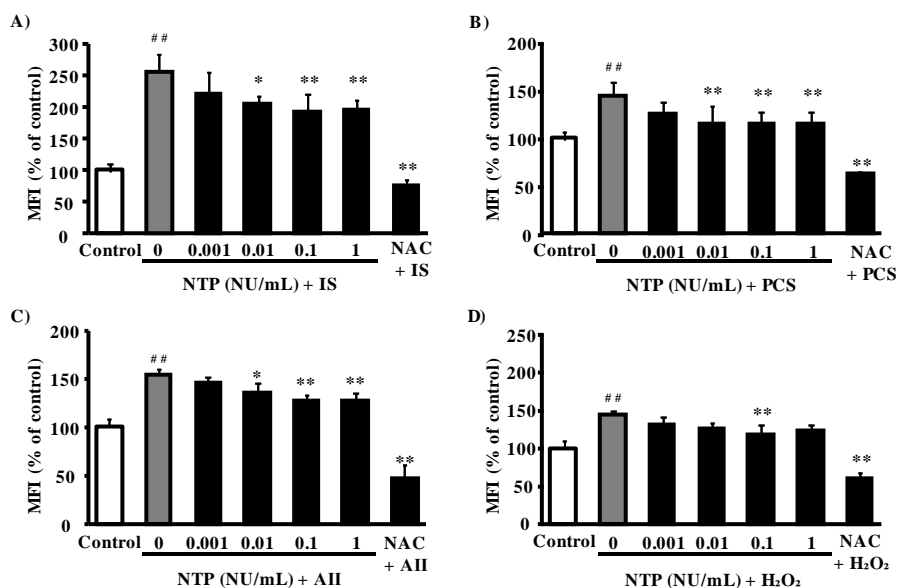 A)
MFI (% of control)
300
250
200
150
100
50
0
##
*
**
**
**
Control
0
0.001
0.01
0.1
1
NAC
+ IS
NTP (NU/mL) + IS
B)
MFI (% of control)
200
150
100
50
0
##
**
**
**
**
Control
0
0.001
0.01
0.1
1
NAC
+ PCS
NTP (NU/mL) + PCS
C)
MFI (% of control)
200
150
100
50
0
##
*
**
**
**
Control
0
0.001
0.01
0.1
1
NAC
+ AII
NTP (NU/mL) + AII
D)
MFI (% of control)
250
200
150
100
50
0
##
**
**
Control
0
0.001
0.01
0.1
1
NAC
+ H₂O₂
NTP (NU/mL) + H₂O₂